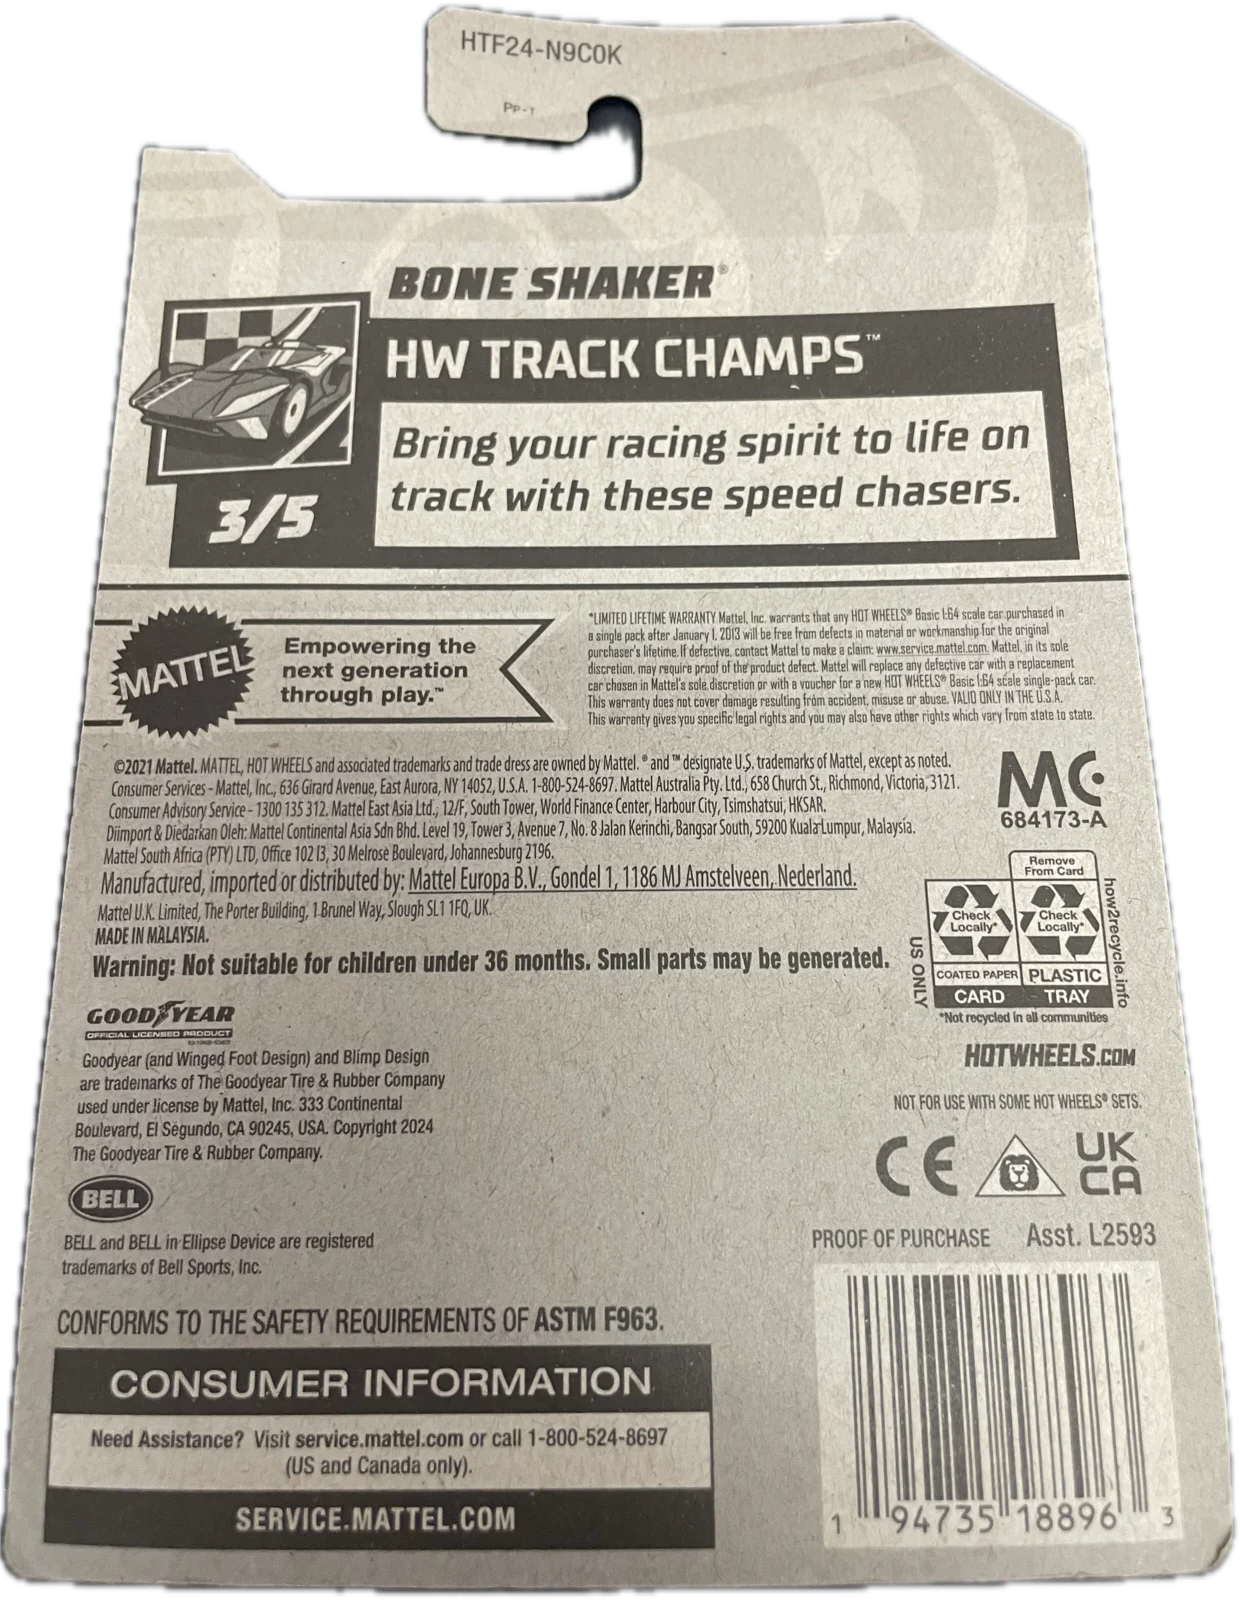 HTF24-N9C0K
PP-T
BONE SHAKER®
HW TRACK CHAMPS™
Bring your racing spirit to life on
track with these speed chasers.
3/5
MATTEL
Empowering the
next generation
through play.™
*LIMITED LIFETIME WARRANTY Mattel, Inc. warrants that any HOT WHEELS® Basic 1:64 scale car purchased in
a single pack after January 1, 2013 will be free from defects in material or workmanship for the original
purchaser's lifetime. If defective, contact Mattel to make a claim: www.service.mattel.com. Mattel, in its sole
discretion, may require proof of the product defect. Mattel will replace any defective car with a replacement
car chosen in Mattel's sole discretion or with a voucher for a new HOT WHEELS® Basic 1:64 scale single-pack car.
This warranty does not cover damage resulting from accident, misuse or abuse. VALID ONLY IN THE U.S.A.
This warranty gives you specific legal rights and you may also have other rights which vary from state to state.
©2021 Mattel. MATTEL, HOT WHEELS and associated trademarks and trade dress are owned by Mattel. ® and ™ designate U.S. trademarks of Mattel, except as noted.
Consumer Services - Mattel, Inc., 636 Girard Avenue, East Aurora, NY 14052, U.S.A. 1-800-524-8697. Mattel Australia Pty. Ltd., 658 Church St., Richmond, Victoria, 3121.
Consumer Advisory Service - 1300 135 312. Mattel East Asia Ltd., 12/F, South Tower, World Finance Center, Harbour City, Tsimshatsui, HKSAR.
Diimport & Diedarkan Oleh: Mattel Continental Asia Sdn Bhd. Level 19, Tower 3, Avenue 7, No. 8 Jalan Kerinchi, Bangsar South, 59200 Kuala Lumpur, Malaysia.
Mattel South Africa (PTY) LTD, Office 102 I3, 30 Melrose Boulevard, Johannesburg 2196.
Manufactured, imported or distributed by: Mattel Europa B.V., Gondel 1, 1186 MJ Amstelveen, Nederland.
Mattel U.K. Limited, The Porter Building, 1 Brunel Way, Slough SL1 1FQ, UK.
MADE IN MALAYSIA.
Warning: Not suitable for children under 36 months. Small parts may be generated.
MC
684173-A
Remove
From Card
Check
Locally*
Check
Locally*
COATED PAPER
PLASTIC
CARD
TRAY
US ONLY
how2recycle.info
*Not recycled in all communities
HOTWHEELS.COM
NOT FOR USE WITH SOME HOT WHEELS® SETS.
GOODYEAR
OFFICIAL LICENSED PRODUCT
Goodyear (and Winged Foot Design) and Blimp Design
are trademarks of The Goodyear Tire & Rubber Company
used under license by Mattel, Inc. 333 Continental
Boulevard, El Segundo, CA 90245, USA. Copyright 2024
The Goodyear Tire & Rubber Company.
CE
UK
CA
BELL
BELL and BELL in Ellipse Device are registered
trademarks of Bell Sports, Inc.
PROOF OF PURCHASE Asst. L2593
CONFORMS TO THE SAFETY REQUIREMENTS OF ASTM F963.
CONSUMER INFORMATION
Need Assistance? Visit service.mattel.com or call 1-800-524-8697
(US and Canada only).
SERVICE.MATTEL.COM
1 94735 18896 3